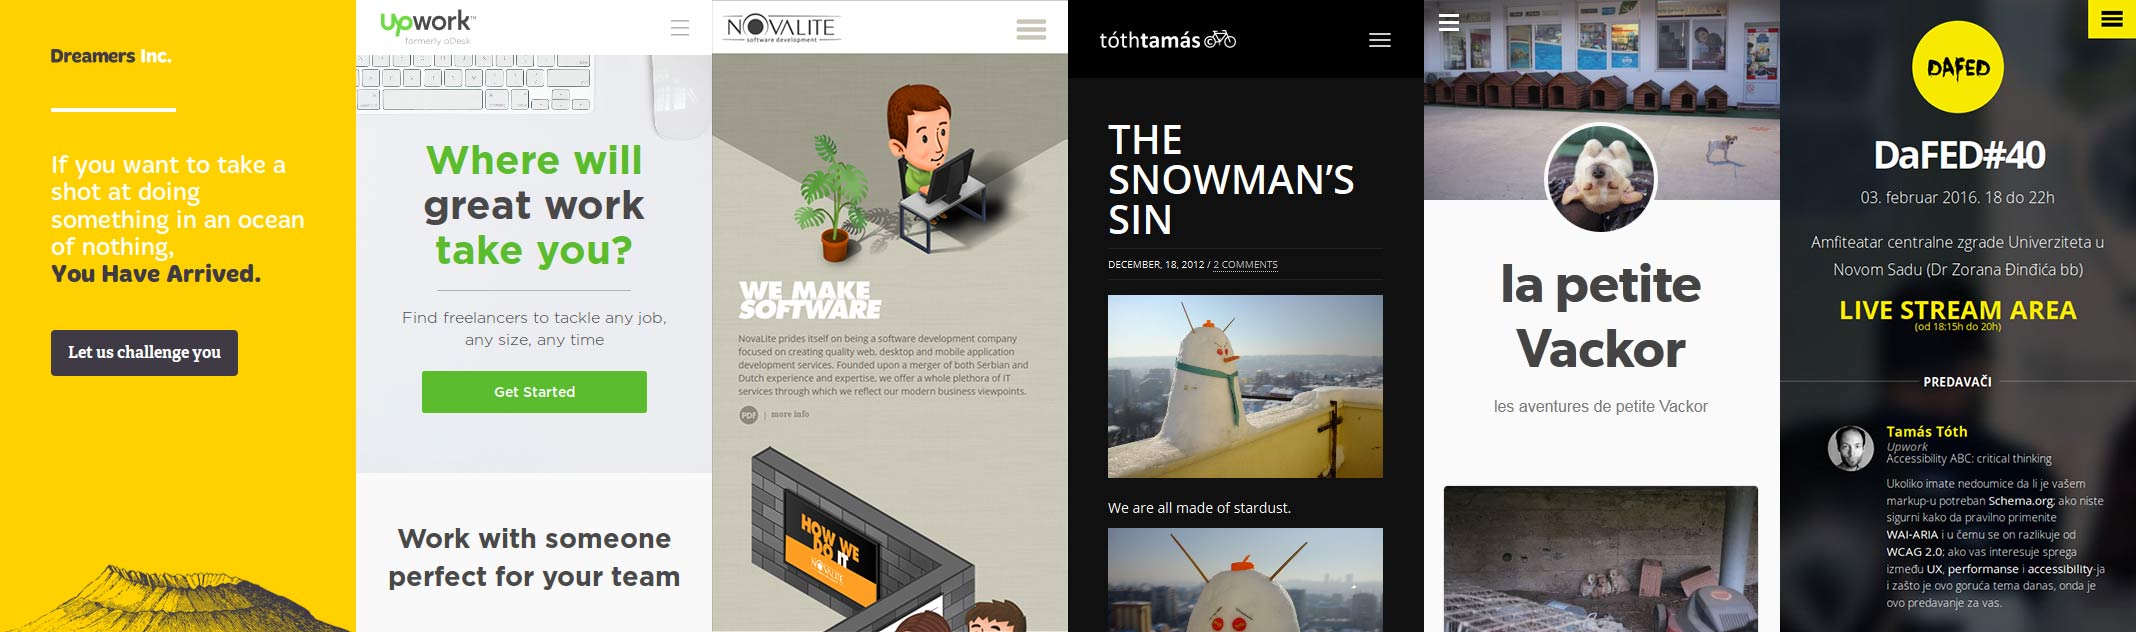 Dreamers Inc.
If you want to take a
shot at doing
something in an ocean
of nothing,
You Have Arrived.
Let us challenge you
Upwork™
formerly oDesk
Where will
great work
take you?
Find freelancers to tackle any job,
any size, any time
Get Started
Work with someone
perfect for your team
NOVALITE
software development
WE MAKE
SOFTWARE
NovaLite prides itself on being a software development company
focused on creating quality web, desktop and mobile application
development services. Founded upon a merger of both Serbian and
Dutch experience and expertise, we offer a whole plethora of IT
services through which we reflect our modern business viewpoints.
PDF | more info
HOW WE
DO IT
NOVALITE
tóthtamás
THE
SNOWMAN'S
SIN
DECEMBER, 18, 2012 / 2 COMMENTS
We are all made of stardust.
la petite
Vackor
les aventures de petite Vackor
DAFED
DaFED#40
03. februar 2016. 18 do 22h
Amfiteatar centralne zgrade Univerziteta u
Novom Sadu (Dr Zorana Đinđića bb)
LIVE STREAM AREA
(od 18:15h do 20h)
PREDAVAČI
Tamás Tóth
Upwork
Accessibility ABC: critical thinking
Ukoliko imate nedoumice da li je vašem
markup-u potreban Schema.org; ako niste
sigurni kako da pravilno primenite
WAI-ARIA i u čemu se on razlikuje od
WCAG 2.0; ako vas interesuje sprega
između UX, performanse i accessibility-ja
i zašto je ovo goruća tema danas, onda je
ovo predavanje za vas.